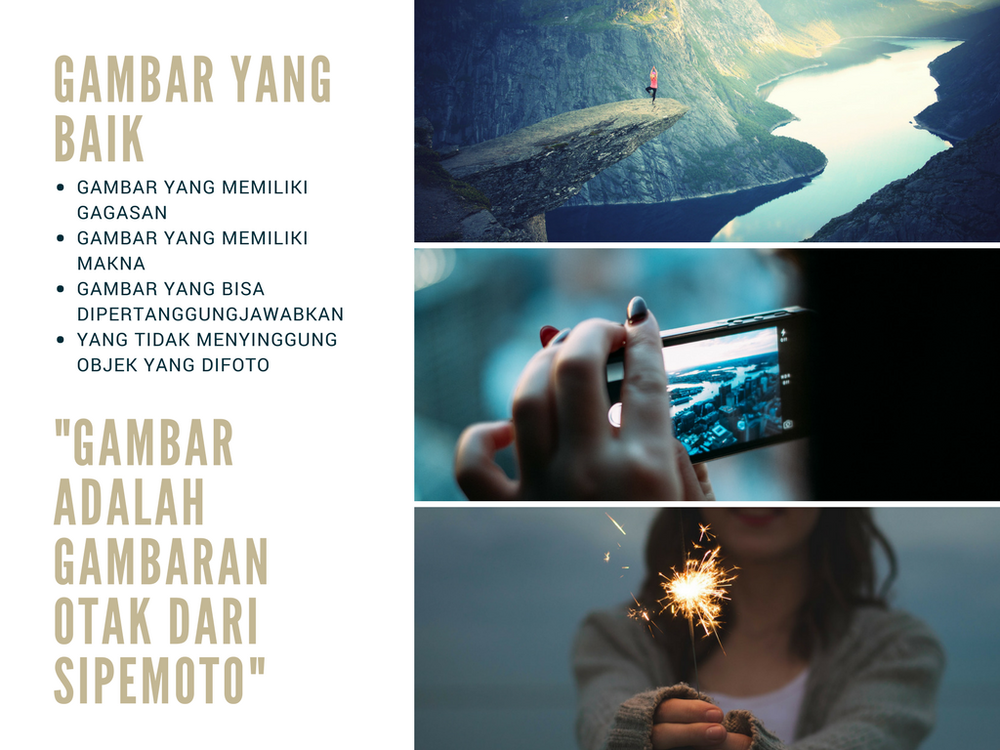 GAMBAR YANG
BAIK
GAMBAR YANG MEMILIKI
GAGASAN
GAMBAR YANG MEMILIKI
MAKNA
GAMBAR YANG BISA
DIPERTANGGUNGJAWABKAN
YANG TIDAK MENYINGGUNG
OBJEK YANG DIFOTO
"GAMBAR
ADALAH
GAMBARAN
OTAK DARI
SIPEMOTO"